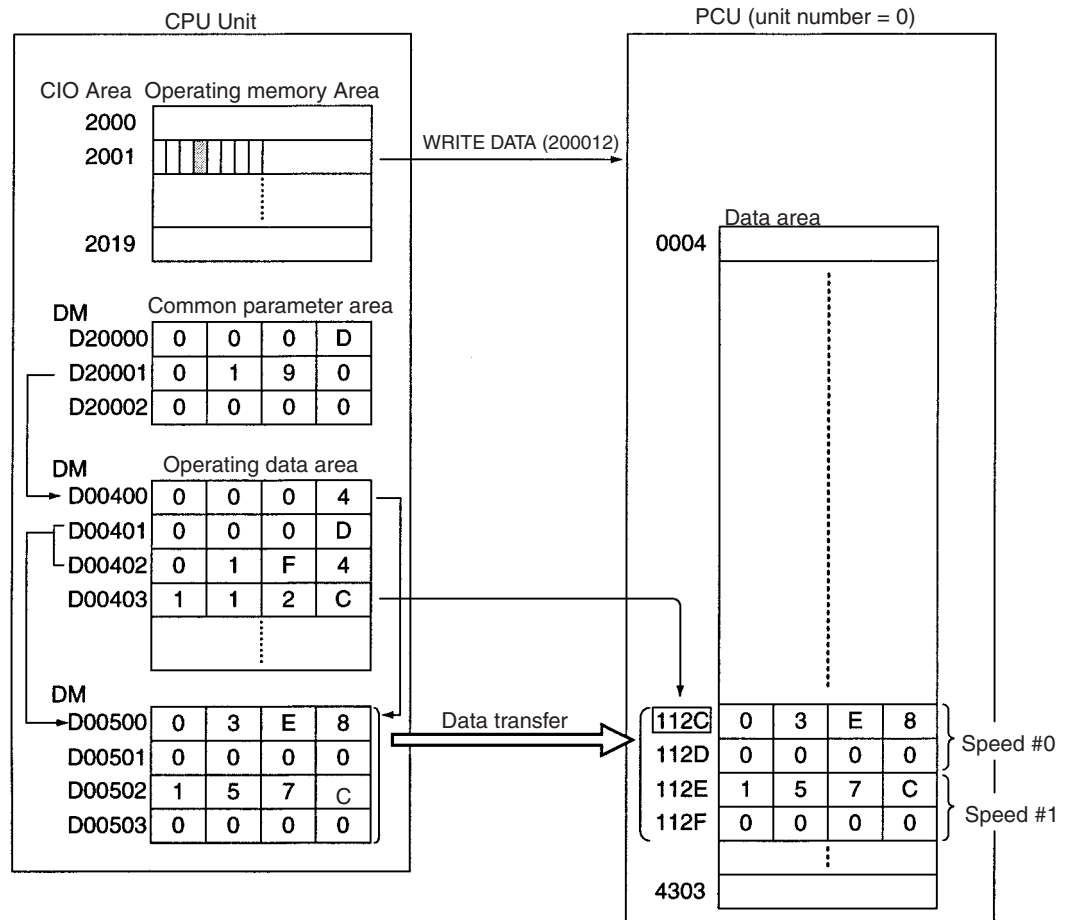 CPU Unit
PCU (unit number = 0)
CIO Area Operating memory Area
2000
2001
WRITE DATA (200012)
2019
Data area
0004
DM Common parameter area
D20000 0 0 0 D
D20001 0 1 9 0
D20002 0 0 0 0
DM Operating data area
D00400 0 0 0 4
D00401 0 0 0 D
D00402 0 1 F 4
D00403 1 1 2 C
DM
D00500 0 3 E 8
D00501 0 0 0 0
D00502 1 5 7 C
D00503 0 0 0 0
Data transfer
112C 0 3 E 8
112D 0 0 0 0
Speed #0
112E 1 5 7 C
112F 0 0 0 0
Speed #1
4303